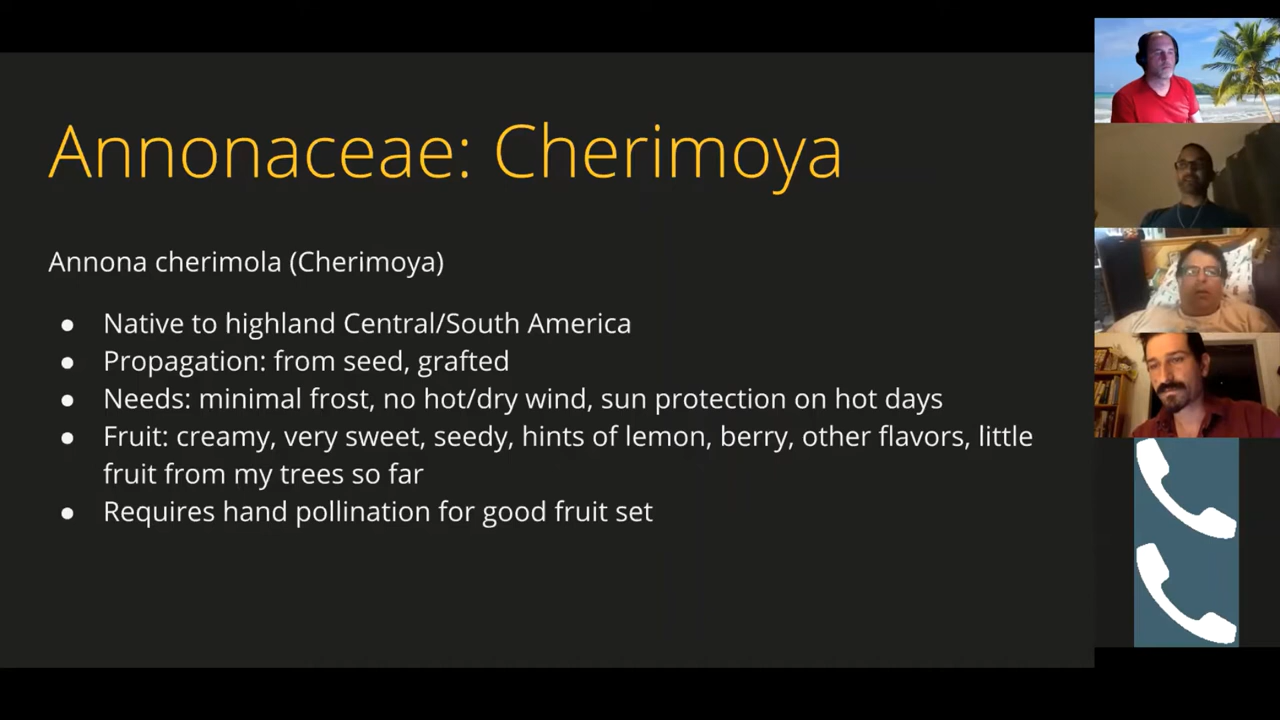 Annonaceae: Cherimoya
Annona cherimola (Cherimoya)
● Native to highland Central/South America
● Propagation: from seed, grafted
● Needs: minimal frost, no hot/dry wind, sun protection on hot days
● Fruit: creamy, very sweet, seedy, hints of lemon, berry, other flavors, little
fruit from my trees so far
● Requires hand pollination for good fruit set